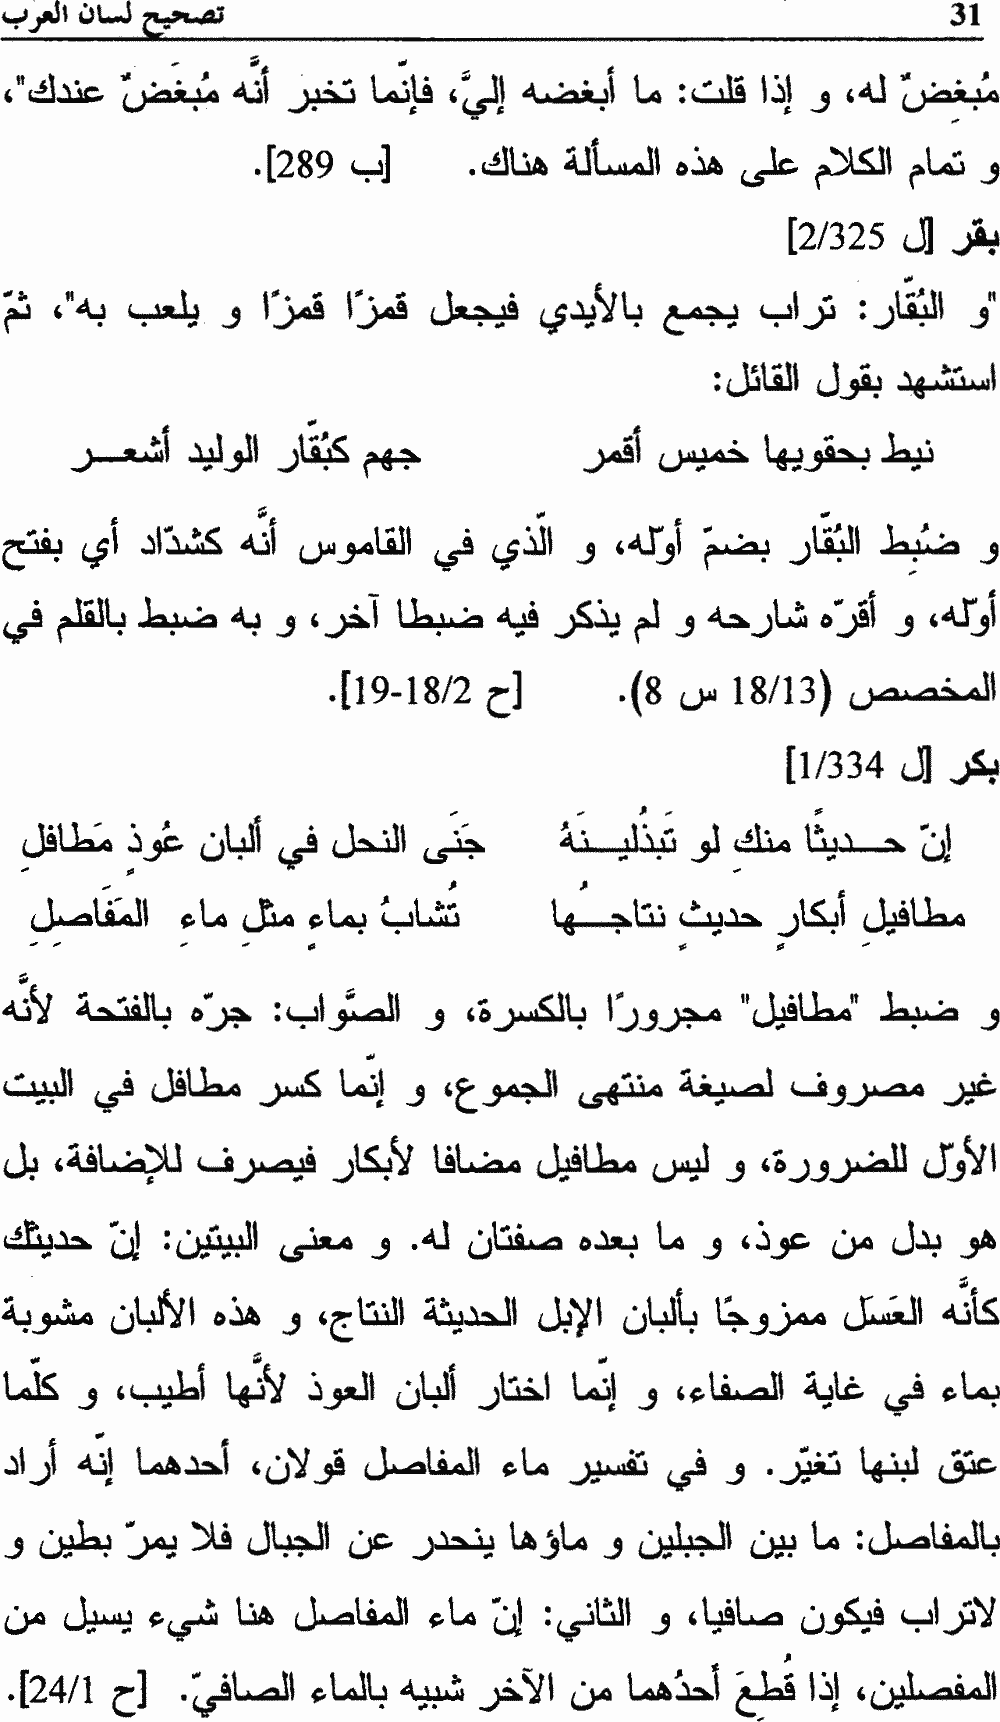 31 تصحيح لسان العرب
مُبغِضٌ له، و إذا قلت: ما أبغضه إليَّ، فإنّما تخبر أنَّه مُبغَضٌ عندك"،
و تمام الكلام على هذه المسألة هناك. [ب 289].
بقر [ل 2/325]
"و البُقّار: تراب يجمع بالأيدي فيجعل قمزًا قمزًا و يلعب به"، ثمّ
استشهد بقول القائل:
نيط بحقويها خميس أقمر جهم كبُقّار الوليد أشعـــر
و ضُبِط البُقّار بضمّ أوّله، و الّذي في القاموس أنَّه كشدّاد أي بفتح
أوّله، و أقرّه شارحه و لم يذكر فيه ضبطا آخر، و به ضبط بالقلم في
المخصص (18/13 س 8). [ح 18/2-19].
بكر [ل 1/334]
إنّ حـــديثًا منكِ لو تَبذُليـــنَهُ جَنَى النحل في ألبان عُوذٍ مَطافلِ
مطافيلِ أبكارٍ حديثٍ نتاجـــُها تُشابُ بماءٍ مثلِ ماءِ المَفَاصِلِ
و ضبط "مطافيل" مجرورًا بالكسرة، و الصَّواب: جرّه بالفتحة لأنَّه
غير مصروف لصيغة منتهى الجموع، و إنّما كسر مطافل في البيت
الأوّل للضرورة، و ليس مطافيل مضافا لأبكار فيصرف للإضافة، بل
هو بدل من عوذ، و ما بعده صفتان له. و معنى البيتين: إنّ حديثك
كأنَّه العَسَل ممزوجًا بألبان الإبل الحديثة النتاج، و هذه الألبان مشوبة
بماء في غاية الصفاء، و إنّما اختار ألبان العوذ لأنَّها أطيب، و كلّما
عتق لبنها تغيّر. و في تفسير ماء المفاصل قولان، أحدهما إنّه أراد
بالمفاصل: ما بين الجبلين و ماؤها ينحدر عن الجبال فلا يمرّ بطين و
لاتراب فيكون صافيا، و الثاني: إنّ ماء المفاصل هنا شيء يسيل من
المفصلين، إذا قُطِعَ أحدُهما من الآخر شبيه بالماء الصافيّ. [ح 24/1].